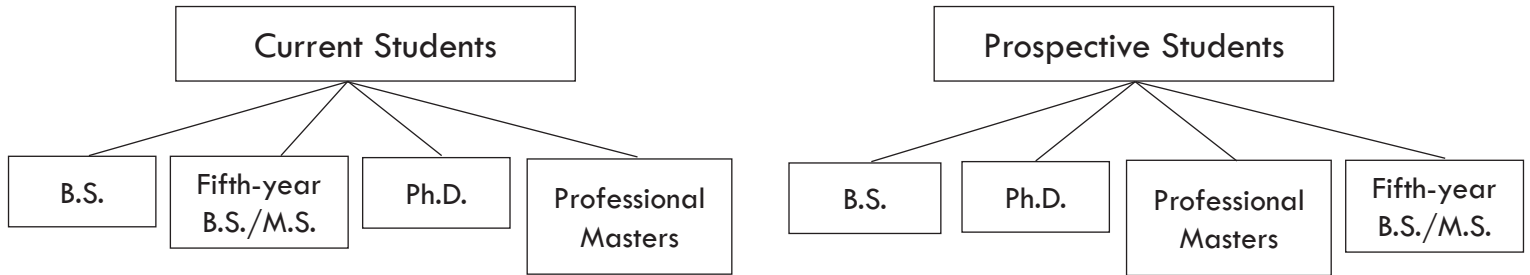 Current Students
B.S.
Fifth-year
B.S./M.S.
Ph.D.
Professional
Masters
Prospective Students
B.S.
Ph.D.
Professional
Masters
Fifth-year
B.S./M.S.